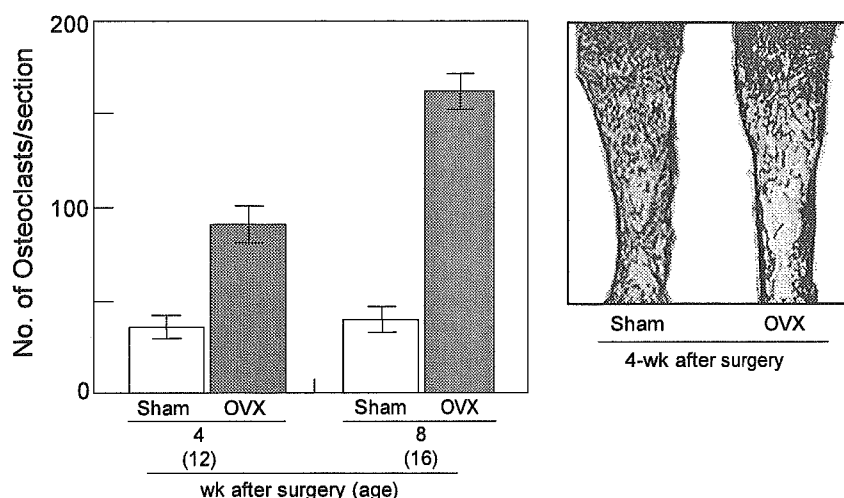 No. of Osteoclasts/section
200
100
0
Sham OVX Sham OVX
4 8
(12) (16)
wk after surgery (age)
Sham OVX
4-wk after surgery